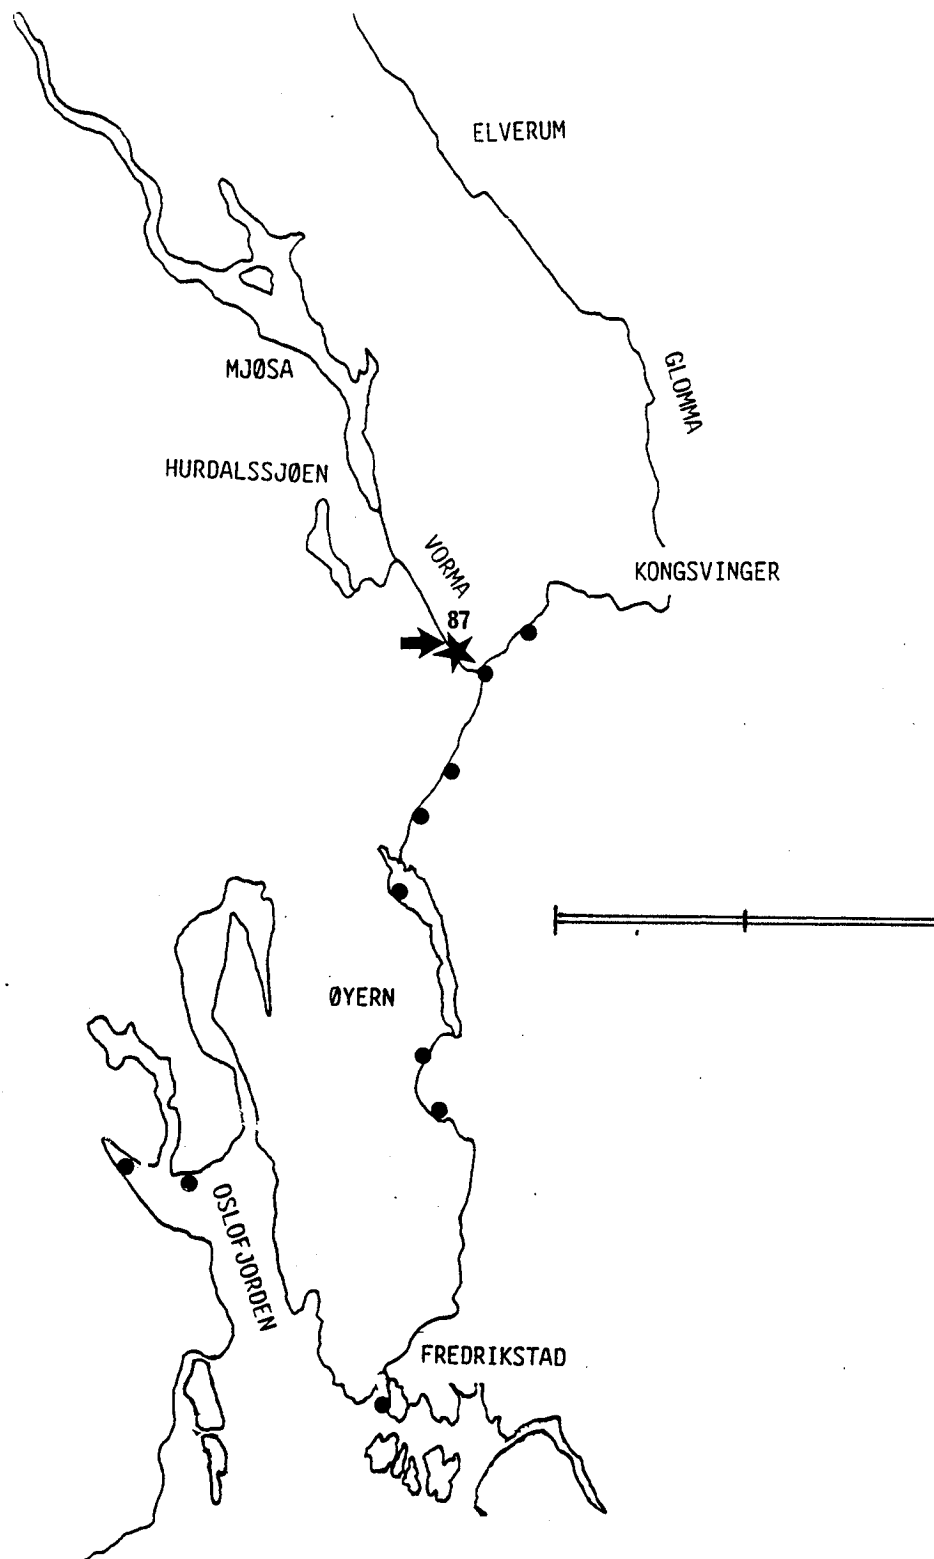 ELVERUM
MJØSA
GLOMMA
HURDALSSJØEN
VORMA
KONGSVINGER
87
ØYERN
OSLOFJORDEN
FREDRIKSTAD